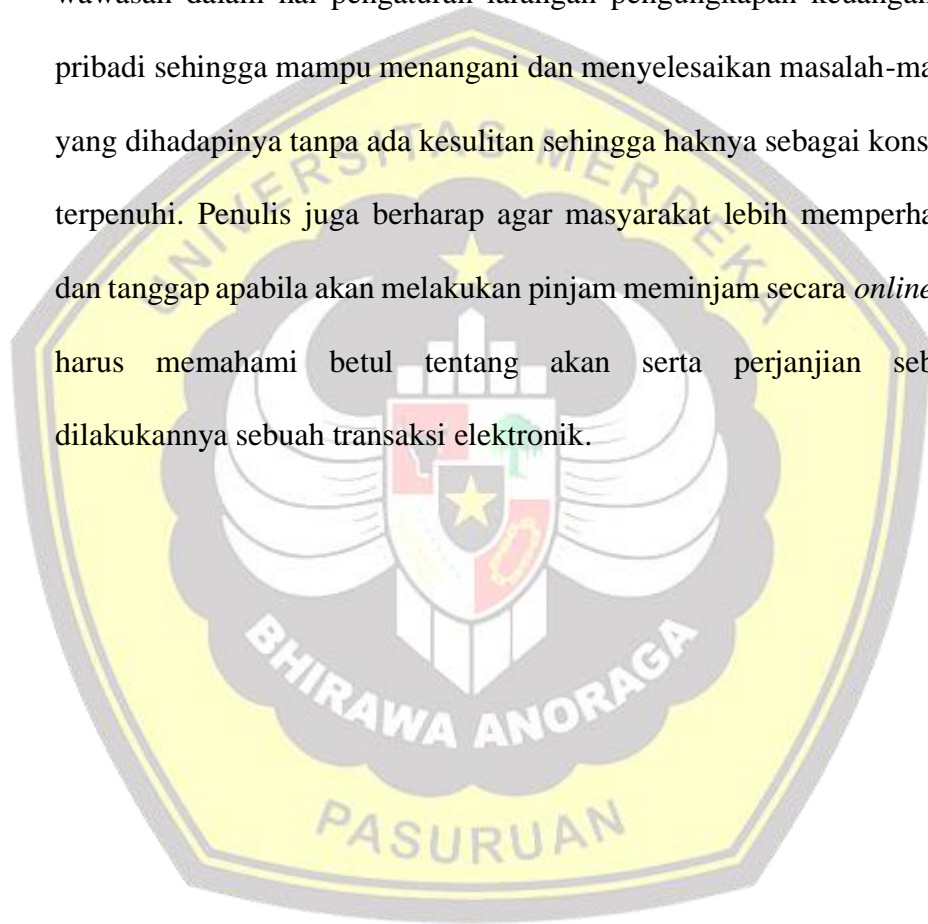 wawasan dalam hal pengaturan larangan pengungkapan keuangan
pribadi sehingga mampu menangani dan menyelesaikan masalah-ma
yang dihadapinya tanpa ada kesulitan sehingga haknya sebagai kons
terpenuhi. Penulis juga berharap agar masyarakat lebih memperha
dan tanggap apabila akan melakukan pinjam meminjam secara online
harus memahami betul tentang akan serta perjanjian seb
dilakukannya sebuah transaksi elektronik.
UNIVERSITAS MERDEKA
BHIRAWA ANORAGA
PASURUAN